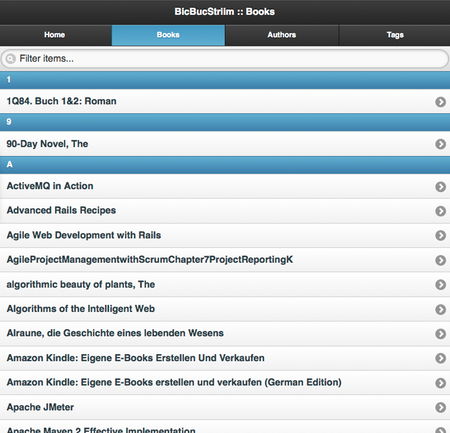 BicBucStriim :: Books
Home
Books
Authors
Tags
Filter items...
1
1Q84. Buch 1&2: Roman
9
90-Day Novel, The
A
ActiveMQ in Action
Advanced Rails Recipes
Agile Web Development with Rails
AgileProjectManagementwithScrumChapter7ProjectReportingK
algorithmic beauty of plants, The
Algorithms of the Intelligent Web
Alraune, die Geschichte eines lebenden Wesens
Amazon Kindle: Eigene E-Books Erstellen Und Verkaufen
Amazon Kindle: Eigene E-Books erstellen und verkaufen (German Edition)
Apache JMeter
Apache Maven 2 Effective Implementation